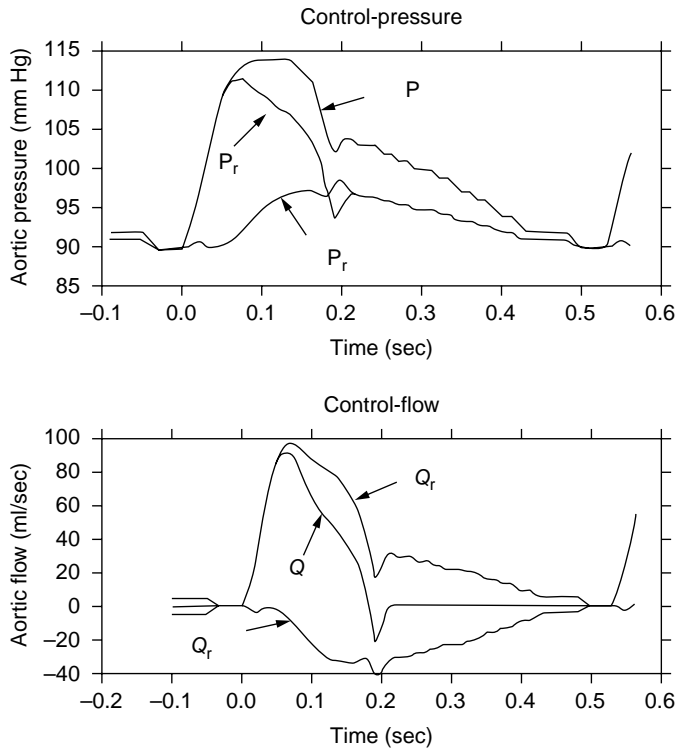 Control-pressure
Aortic pressure (mm Hg)
115
110
105
100
95
90
85
P
Pr
Pr
–0.1 0.0 0.1 0.2 0.3 0.4 0.5 0.6
Time (sec)
Control-flow
Aortic flow (ml/sec)
100
80
60
40
20
0
–20
–40
Qr
Q
Qr
–0.2 –0.1 0.0 0.1 0.2 0.3 0.4 0.5 0.6
Time (sec)